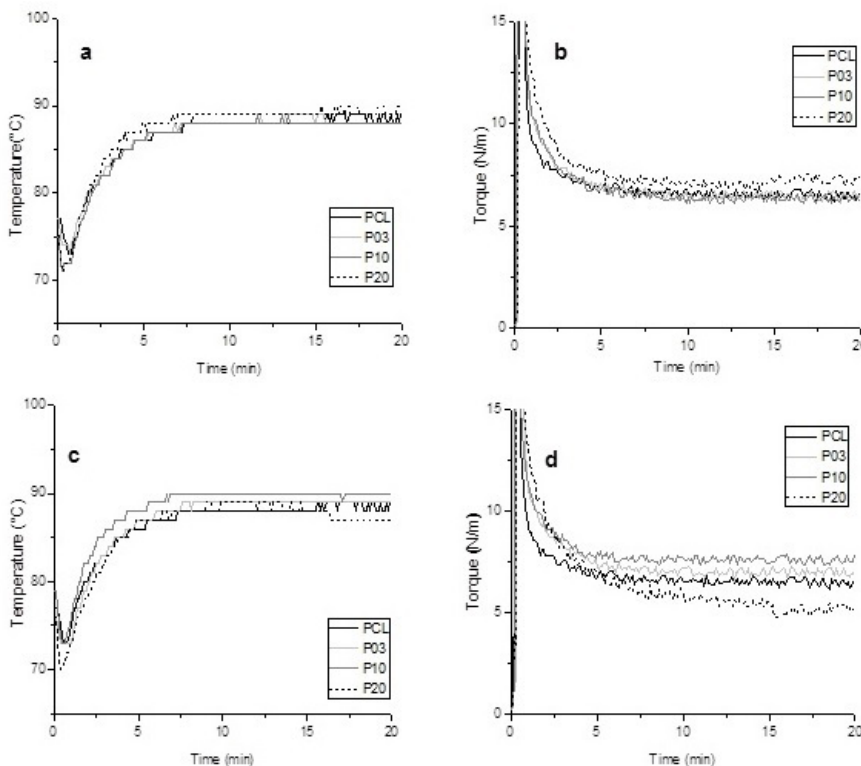 100
90
80
70
Temperature(°C)
a
PCL
P03
P10
P20
0
5
10
15
20
Time (min)
15
10
5
0
Torque (N/m)
b
PCL
P03
P10
P20
0
5
10
15
20
Time (min)
100
90
80
70
Temperature (°C)
c
PCL
P03
P10
P20
0
5
10
15
20
Time (min)
15
10
5
0
Torque (N/m)
d
PCL
P03
P10
P20
0
5
10
15
20
Time (min)